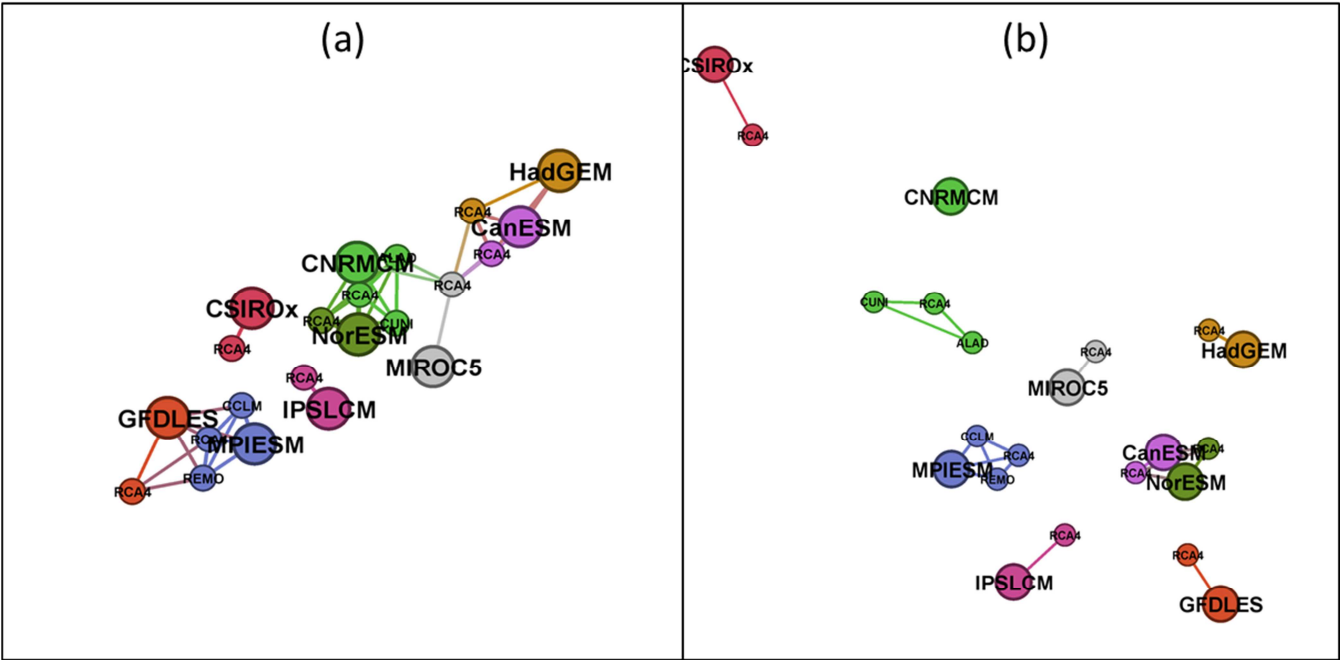 (a)
HadGEM
RCA4
CanESM
RCA4
CNRMCM
ALAD
RCA4
RCA4
CSIROx
RCA4
CUNI
NorESM
RCA4
MIROC5
RCA4
IPSLCM
GFDLES
CCLM
RCA4
MPIESM
REMO
RCA4
(b)
CSIROx
RCA4
CNRMCM
CUNI
RCA4
ALAD
RCA4
HadGEM
RCA4
MIROC5
CCLM
RCA4
MPIESM
REMO
CanESM
RCA4
RCA4
NorESM
RCA4
IPSLCM
RCA4
GFDLES